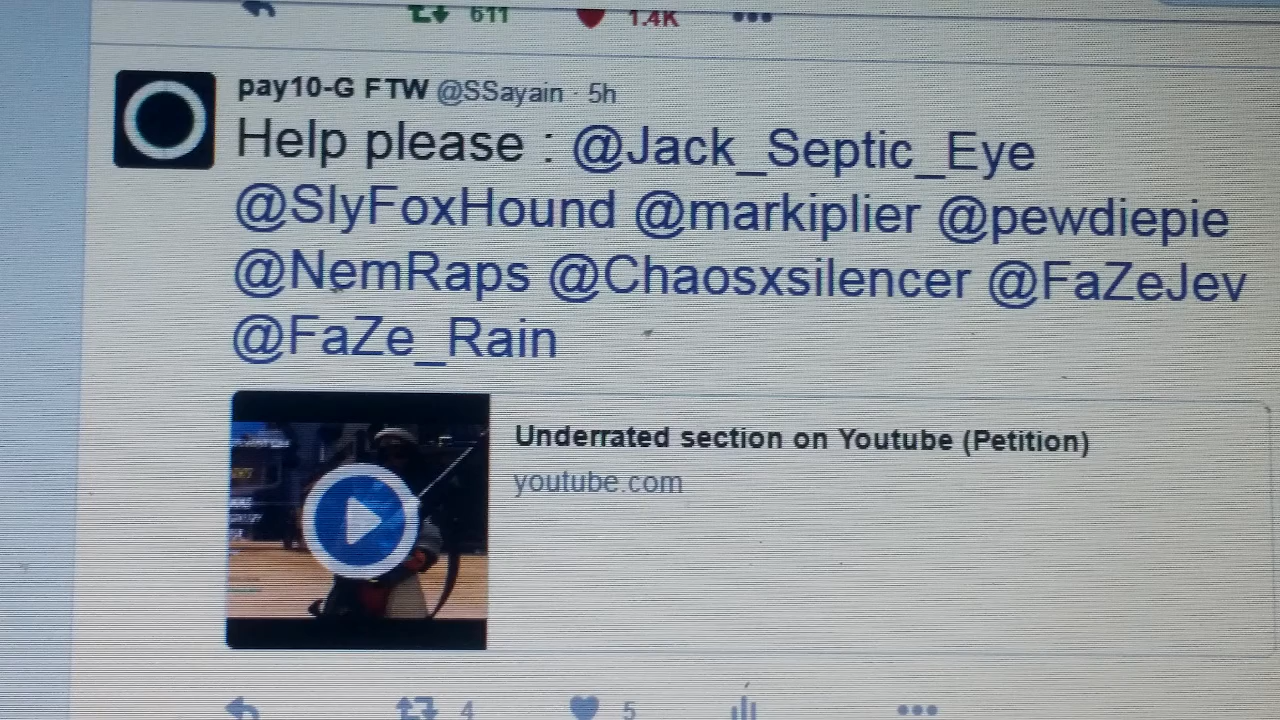 611 1.4K
pay10-G FTW @SSayain · 5h
Help please : @Jack_Septic_Eye
@SlyFoxHound @markiplier @pewdiepie
@NemRaps @Chaosxsilencer @FaZeJev
@FaZe_Rain
Underrated section on Youtube (Petition)
youtube.com
4 5